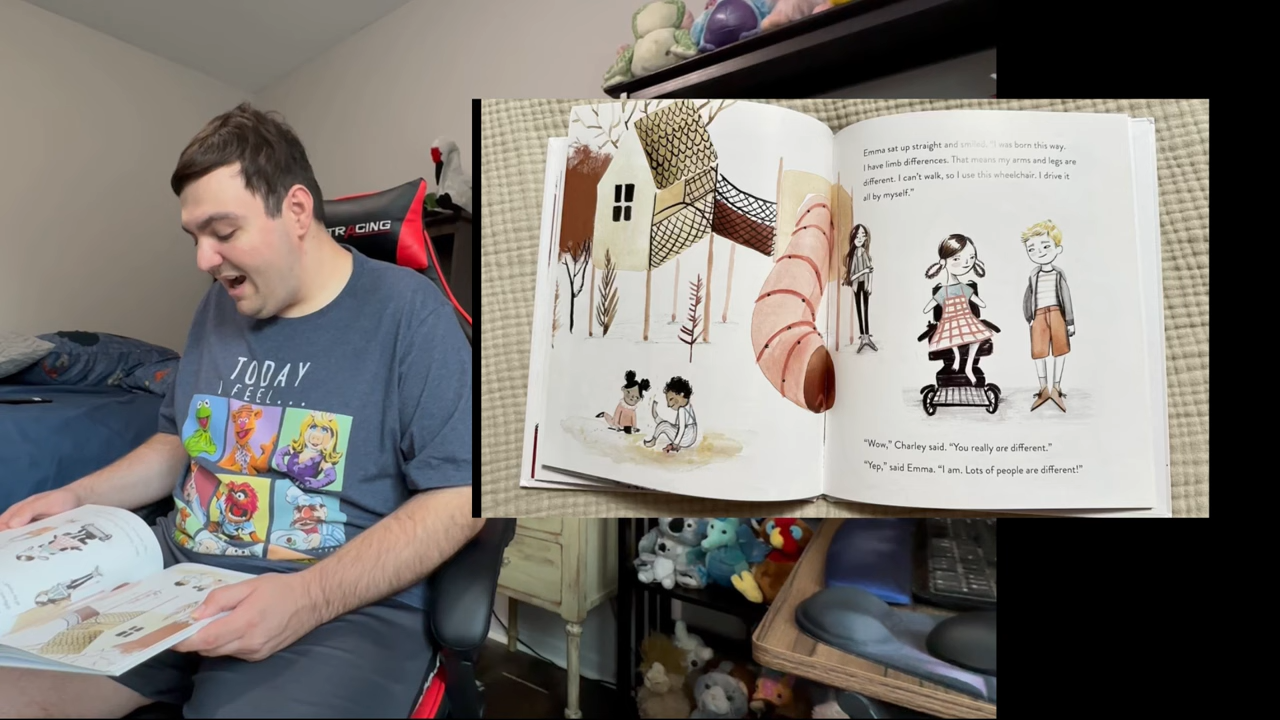 TRACING
TODAY
I FEEL...
Emma sat up straight and smiled. "I was born this way.
I have limb differences. That means my arms and legs are
different. I can't walk, so I use this wheelchair. I drive it
all by myself."
"Wow," Charley said. "You really are different."
"Yep," said Emma. "I am. Lots of people are different!"